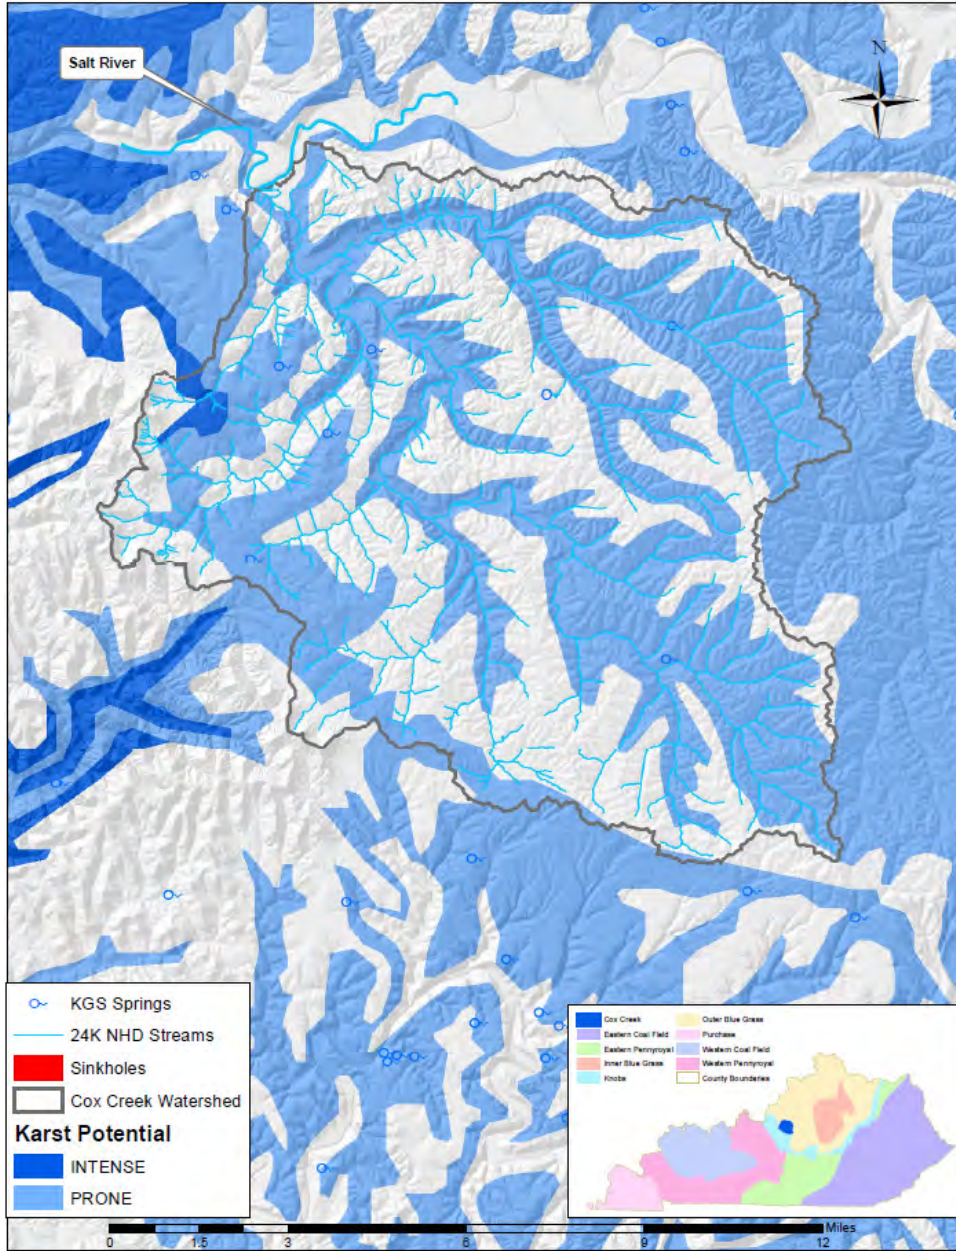 Salt River
N
KGS Springs
24K NHD Streams
Sinkholes
Cox Creek Watershed
Karst Potential
INTENSE
PRONE
Cox Creek
Eastern Coal Field
Eastern Pennyroyal
Inner Blue Grass
Knobs
Outer Blue Grass
Purchase
Western Coal Field
Western Pennyroyal
County Boundaries
Miles
0 1.5 3 6 9 12